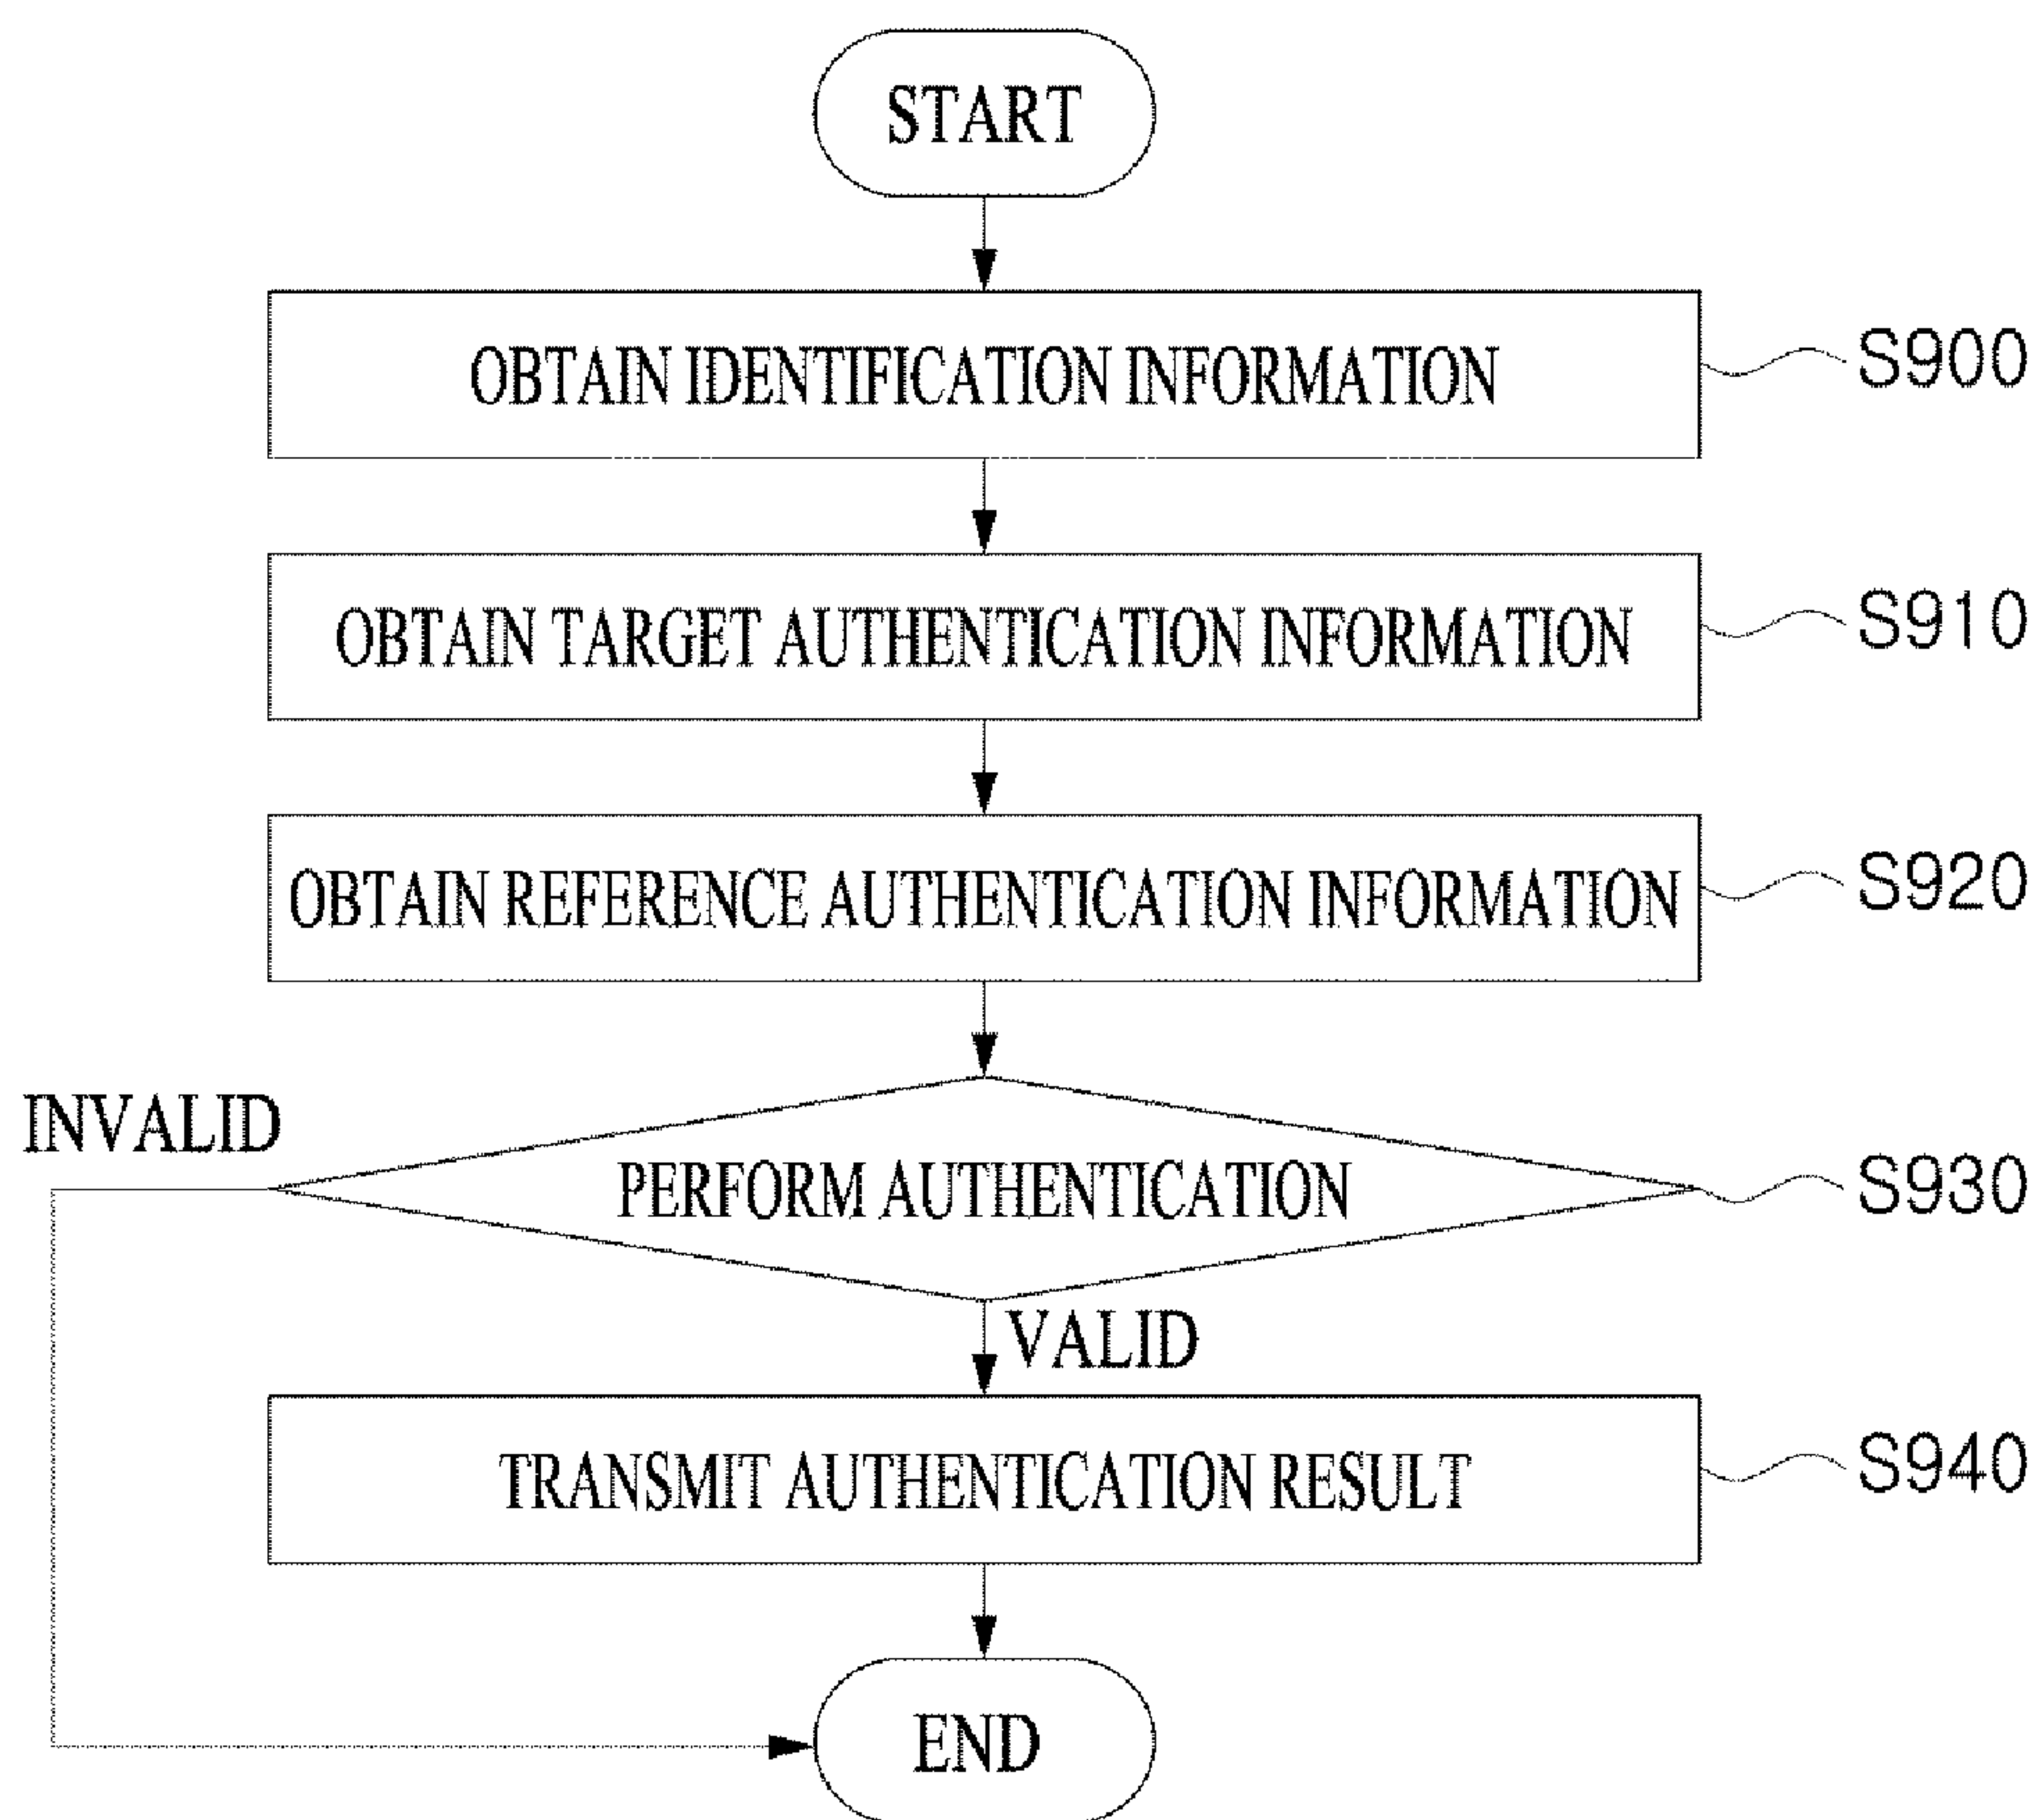 START
OBTAIN IDENTIFICATION INFORMATION
S900
OBTAIN TARGET AUTHENTICATION INFORMATION
S910
OBTAIN REFERENCE AUTHENTICATION INFORMATION
S920
INVALID
PERFORM AUTHENTICATION
S930
VALID
TRANSMIT AUTHENTICATION RESULT
S940
END